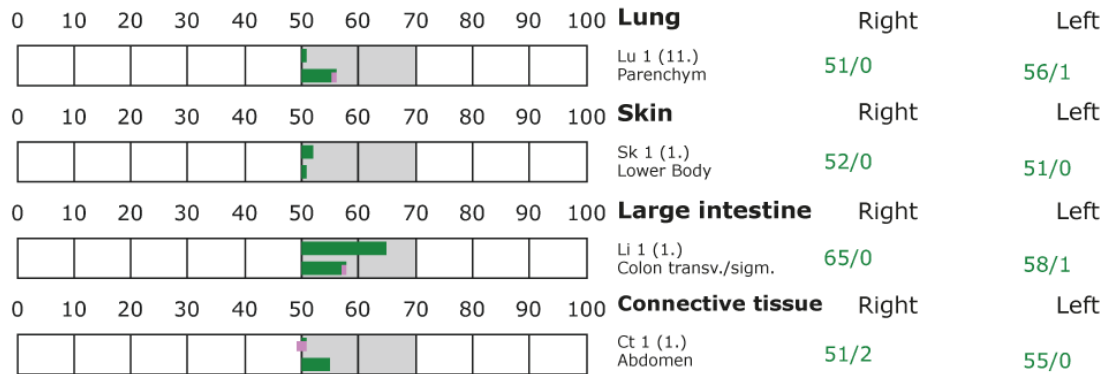 0 10 20 30 40 50 60 70 80 90 100 Lung Right Left
Lu 1 (11.)
Parenchym 51/0 56/1
0 10 20 30 40 50 60 70 80 90 100 Skin Right Left
Sk 1 (1.)
Lower Body 52/0 51/0
0 10 20 30 40 50 60 70 80 90 100 Large intestine Right Left
Li 1 (1.)
Colon transv./sigm. 65/0 58/1
0 10 20 30 40 50 60 70 80 90 100 Connective tissue Right Left
Ct 1 (1.)
Abdomen 51/2 55/0